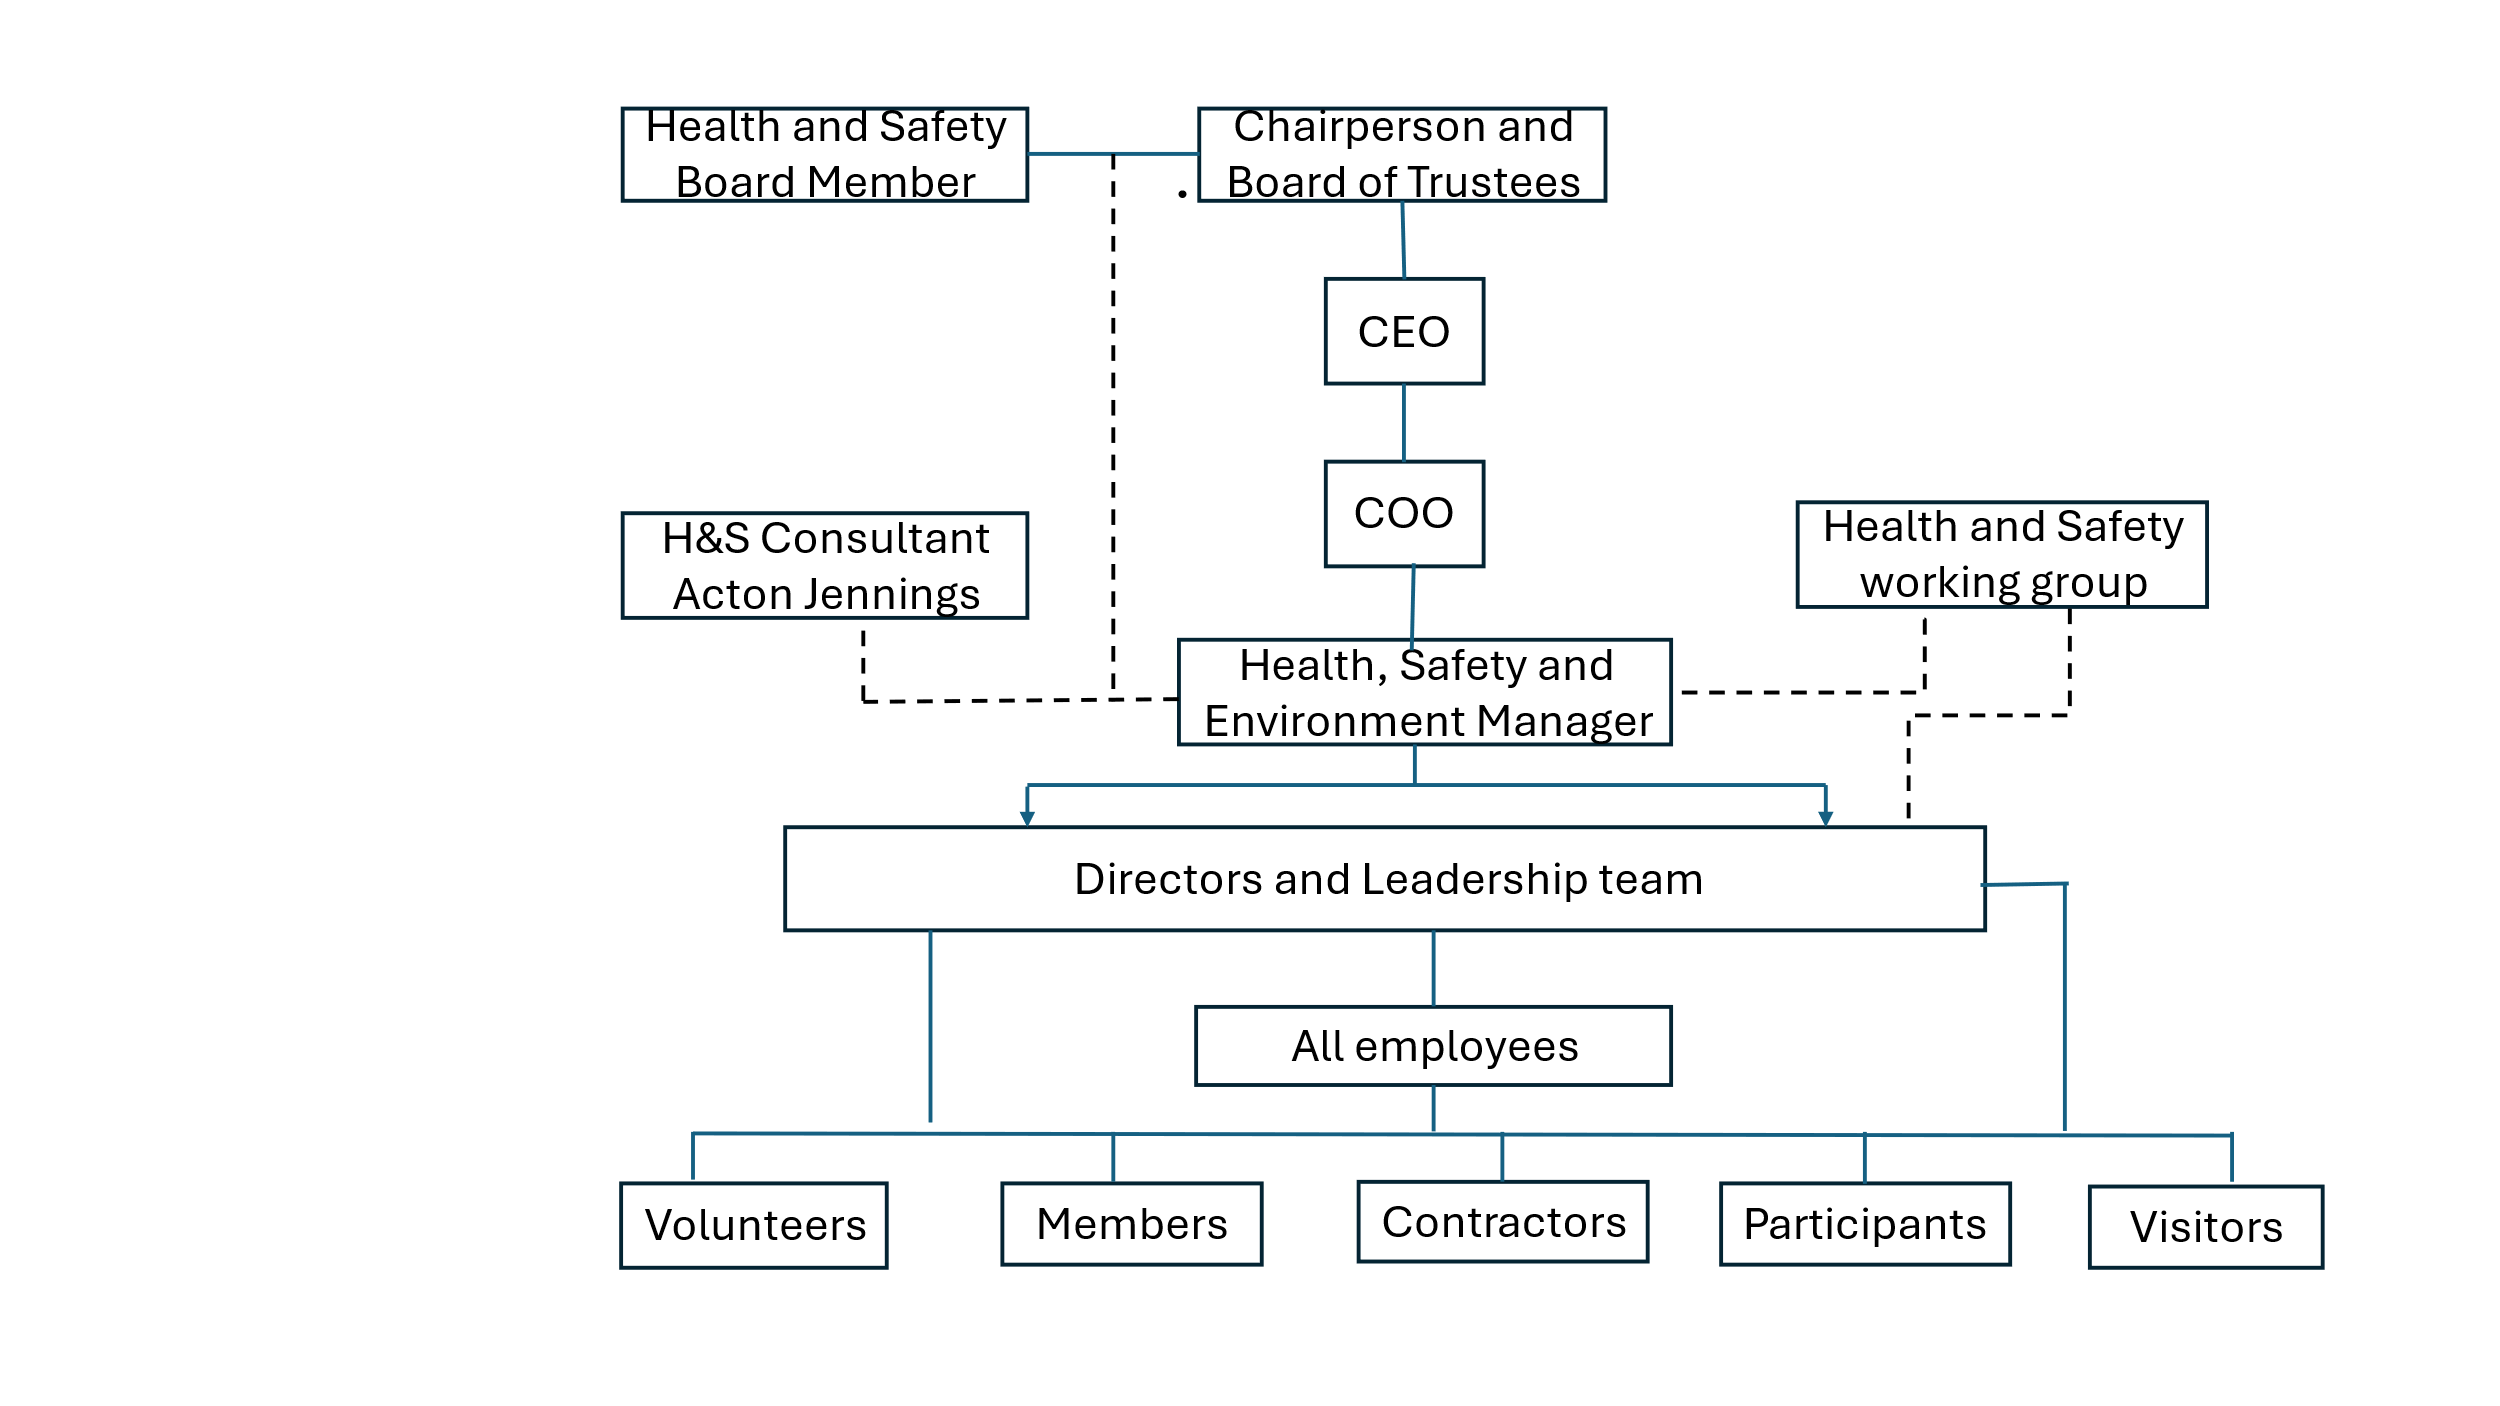 Health and Safety
Board Member
.
Chairperson and
Board of Trustees
CEO
COO
H&S Consultant
Acton Jennings
Health and Safety
working group
Health, Safety and
Environment Manager
Directors and Leadership team
All employees
Volunteers
Members
Contractors
Participants
Visitors